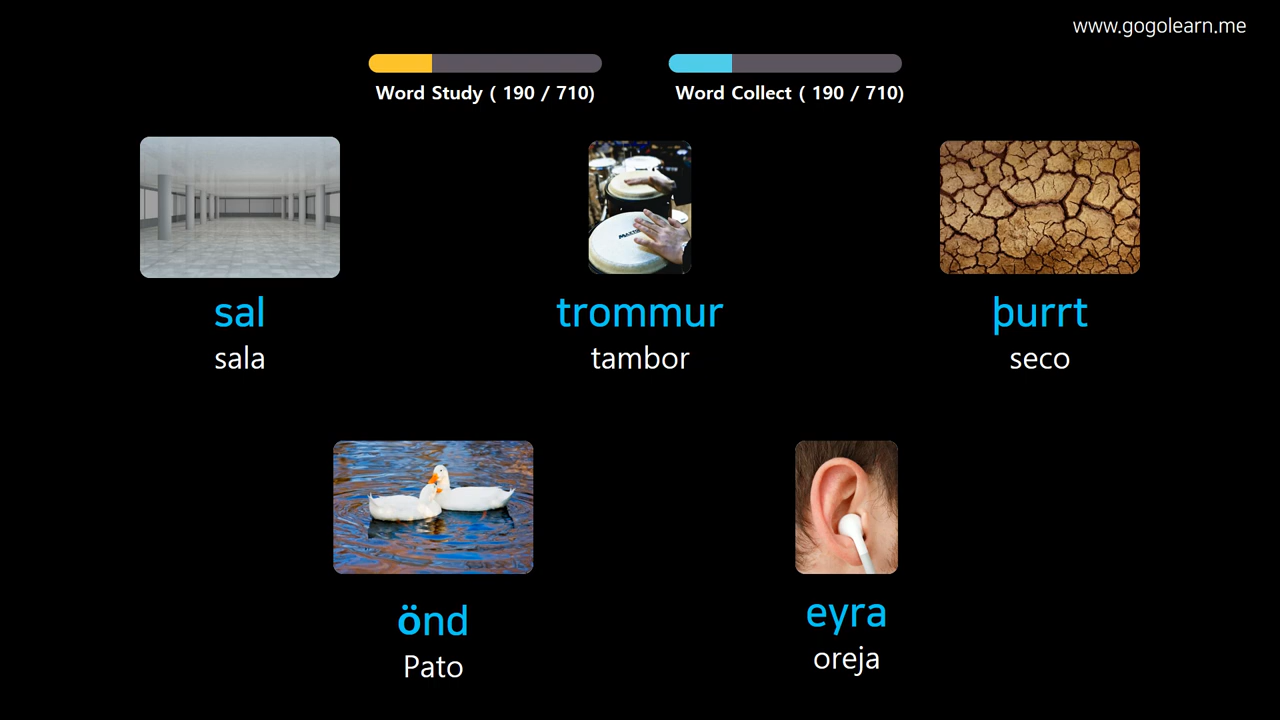 www.gogolearn.me
Word Study ( 190 / 710)
Word Collect ( 190 / 710)
sal
sala
trommur
tambor
þurrt
seco
önd
Pato
eyra
oreja